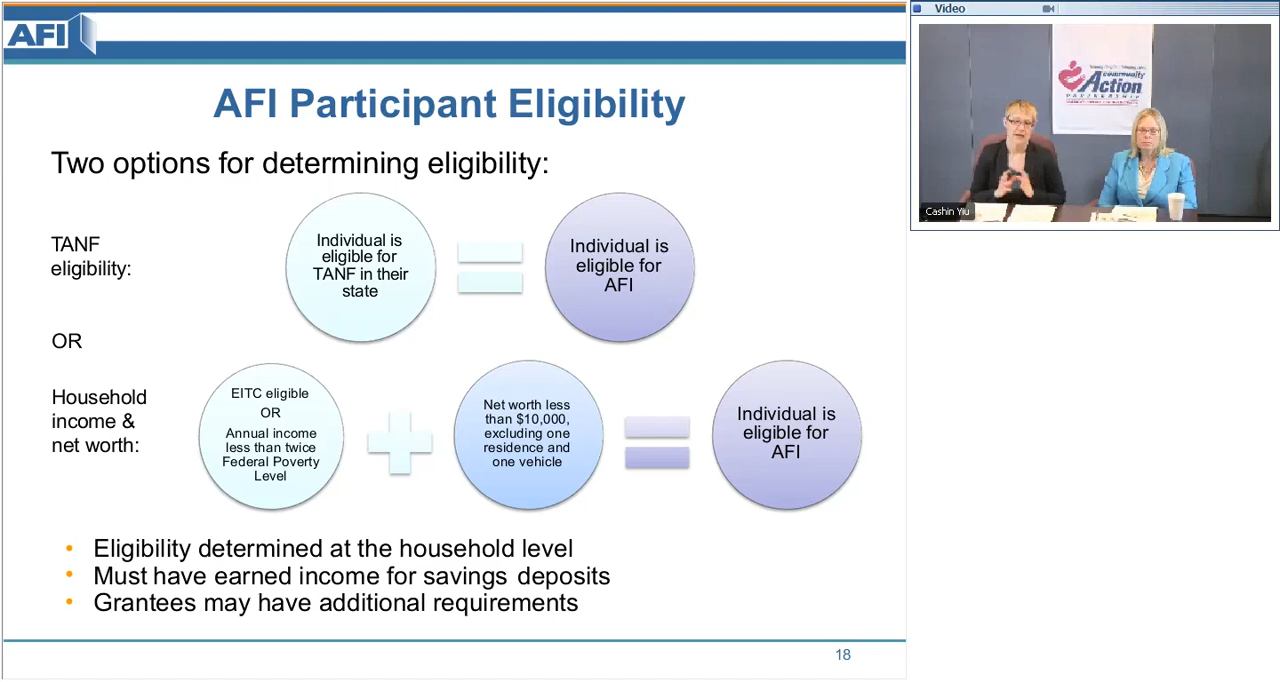 AFI
Video
AFI Participant Eligibility
Two options for determining eligibility:
TANF
eligibility:
Individual is
eligible for
TANF in their
state
Individual is
eligible for
AFI
OR
Household
income &
net worth:
EITC eligible
OR
Annual income
less than twice
Federal Poverty
Level
Net worth less
than $10,000,
excluding one
residence and
one vehicle
Individual is
eligible for
AFI
• Eligibility determined at the household level
• Must have earned income for savings deposits
• Grantees may have additional requirements
18
community
Action
PARTNERSHIP
Cashin Yiu